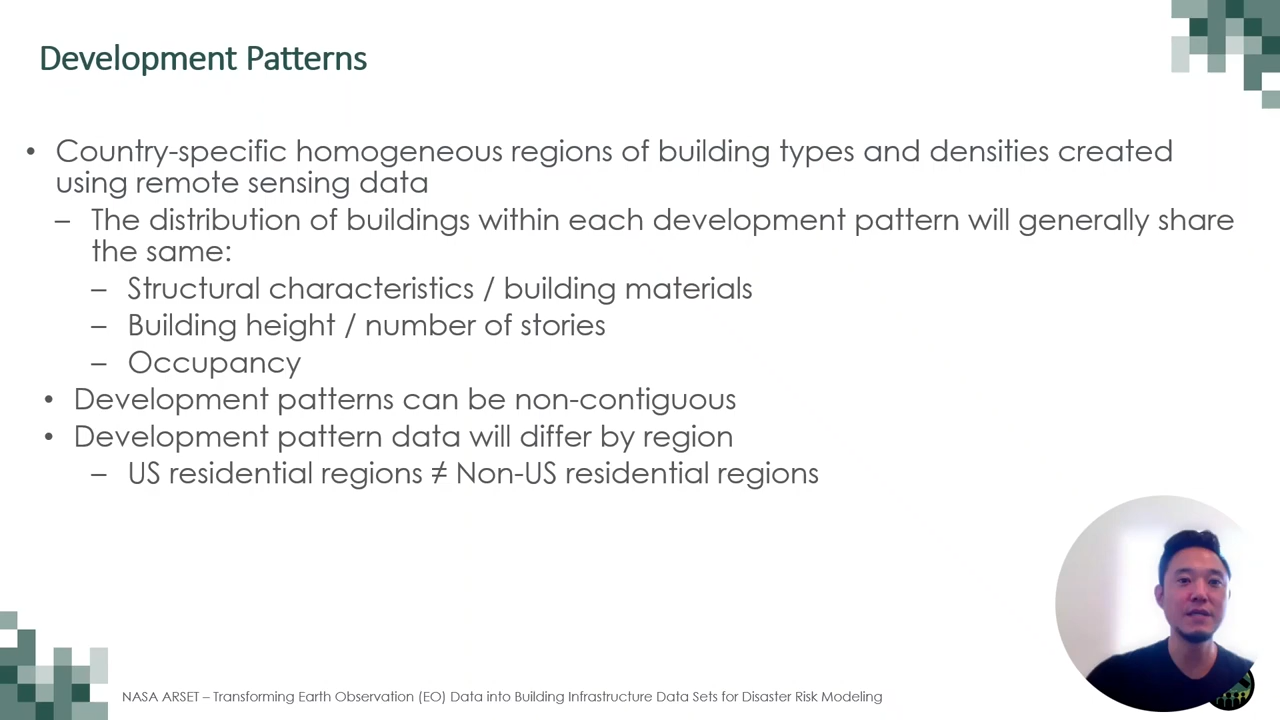 Development Patterns
• Country-specific homogeneous regions of building types and densities created
using remote sensing data
– The distribution of buildings within each development pattern will generally share
the same:
– Structural characteristics / building materials
– Building height / number of stories
– Occupancy
• Development patterns can be non-contiguous
• Development pattern data will differ by region
– US residential regions ≠ Non-US residential regions
NASA ARSET – Transforming Earth Observation (EO) Data into Building Infrastructure Data Sets for Disaster Risk Modeling